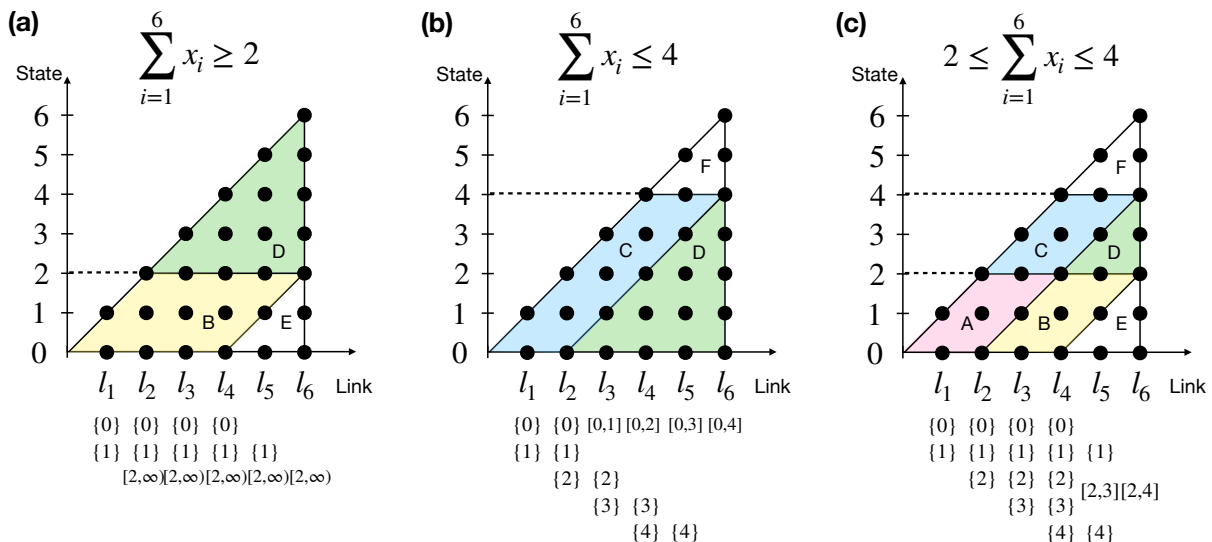 (a)
6
∑ x_i ≥ 2
i=1
State
6
5
4
3
2
1
0
D
B
E
l_1 l_2 l_3 l_4 l_5 l_6 Link
{0} {0} {0} {0}
{1} {1} {1} {1} {1}
[2,∞) [2,∞) [2,∞) [2,∞) [2,∞)
(b)
6
∑ x_i ≤ 4
i=1
State
6
5
4
3
2
1
0
F
C
D
l_1 l_2 l_3 l_4 l_5 l_6 Link
{0} {0} [0,1] [0,2] [0,3] [0,4]
{1} {1}
{2} {2}
{3} {3}
{4} {4}
(c)
6
2 ≤ ∑ x_i ≤ 4
i=1
State
6
5
4
3
2
1
0
F
C
D
A
B
E
l_1 l_2 l_3 l_4 l_5 l_6 Link
{0} {0} {0} {0}
{1} {1} {1} {1} {1}
{2} {2} {2}
[2,3] [2,4]
{3} {3}
{4} {4}